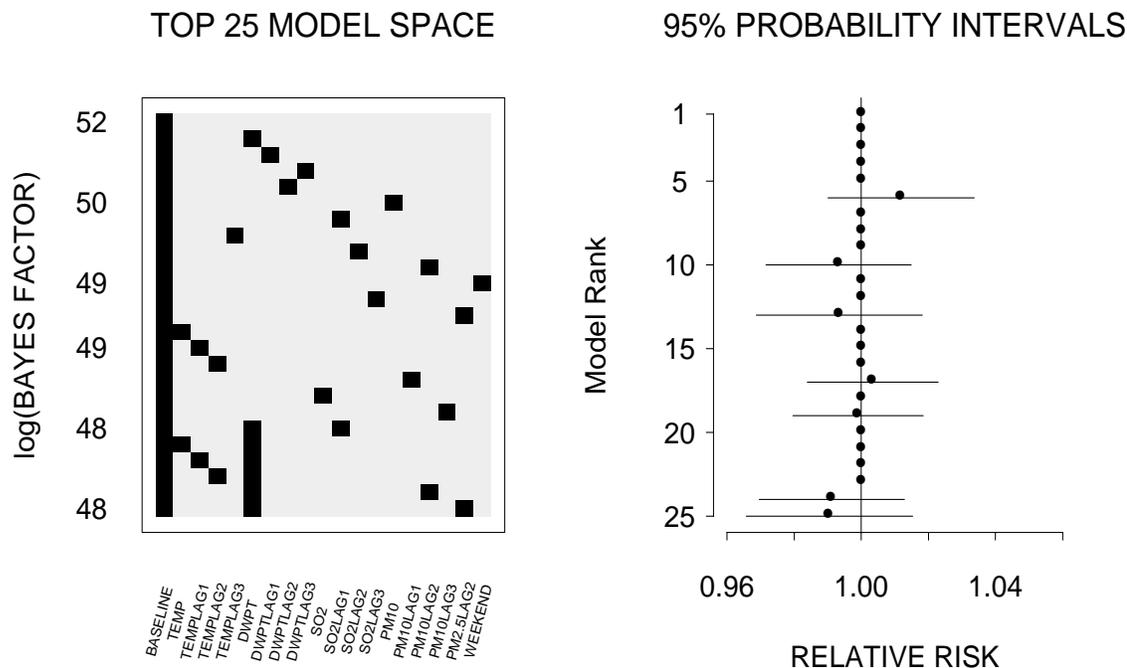 TOP 25 MODEL SPACE
log(BAYES FACTOR)
52
50
49
49
48
48
BASELINE
TEMP
TEMPLAG1
TEMPLAG2
TEMPLAG3
DWPT
DWPTLAG1
DWPTLAG2
DWPTLAG3
SO2
SO2LAG1
SO2LAG2
SO2LAG3
PM10
PM10LAG1
PM10LAG2
PM10LAG3
PM2.5LAG2
WEEKEND
95% PROBABILITY INTERVALS
Model Rank
1
5
10
15
20
25
0.96
1.00
1.04
RELATIVE RISK